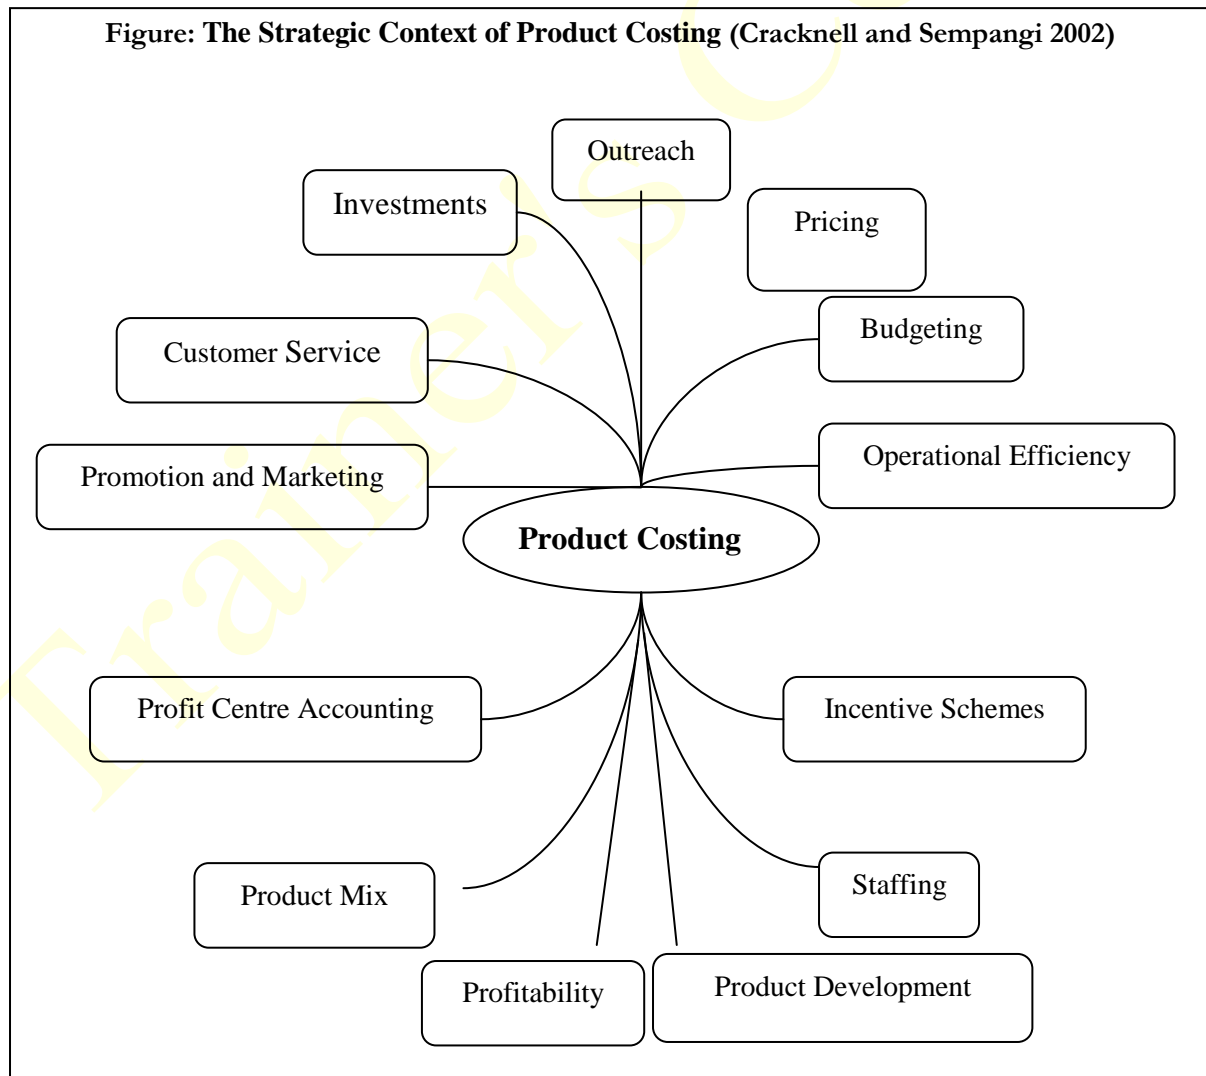 Figure: The Strategic Context of Product Costing (Cracknell and Sempangi 2002)
Outreach
Investments
Pricing
Budgeting
Customer Service
Operational Efficiency
Promotion and Marketing
Product Costing
Profit Centre Accounting
Incentive Schemes
Product Mix
Staffing
Profitability
Product Development
Trainer's